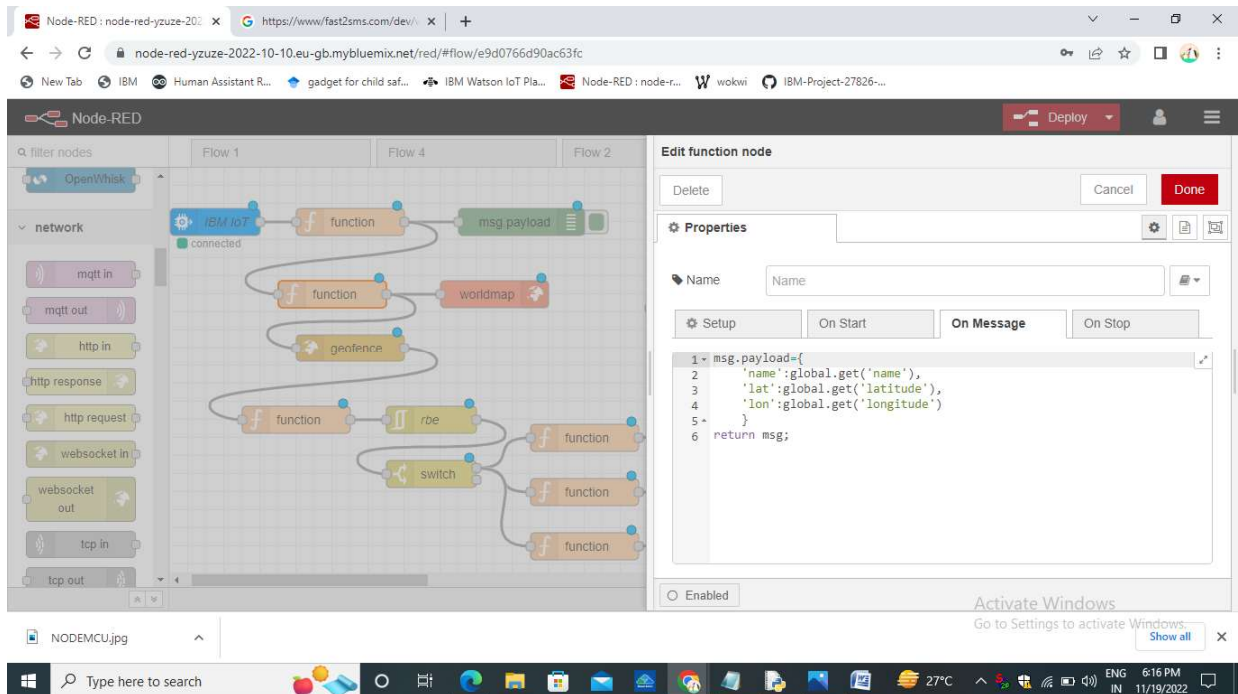 Node-RED : node-red-yzuze-202
https://www/fast2sms.com/dev/
node-red-yzuze-2022-10-10.eu-gb.mybluemix.net/red/#flow/e9d0766d90ac63fc
New Tab IBM Human Assistant R... gadget for child saf... IBM Watson IoT Pla... Node-RED : node-r... wokwi IBM-Project-27826-...
Node-RED
Deploy
filter nodes
Flow 1 Flow 4 Flow 2
OpenWhisk
network
mqtt in
mqtt out
http in
http response
http request
websocket in
websocket
out
tcp in
tcp out
IBM IoT
connected
function
msg.payload
function
worldmap
geofence
function
rbe
function
switch
function
function
Edit function node
Delete Cancel Done
Properties
Name Name
Setup On Start On Message On Stop
1 msg.payload={
2 'name':global.get('name'),
3 'lat':global.get('latitude'),
4 'lon':global.get('longitude')
5 }
6 return msg;
Enabled
Activate Windows
Go to Settings to activate Windows.
NODEMCU.jpg
Show all
Type here to search
27°C
ENG
IN
6:16 PM
11/19/2022